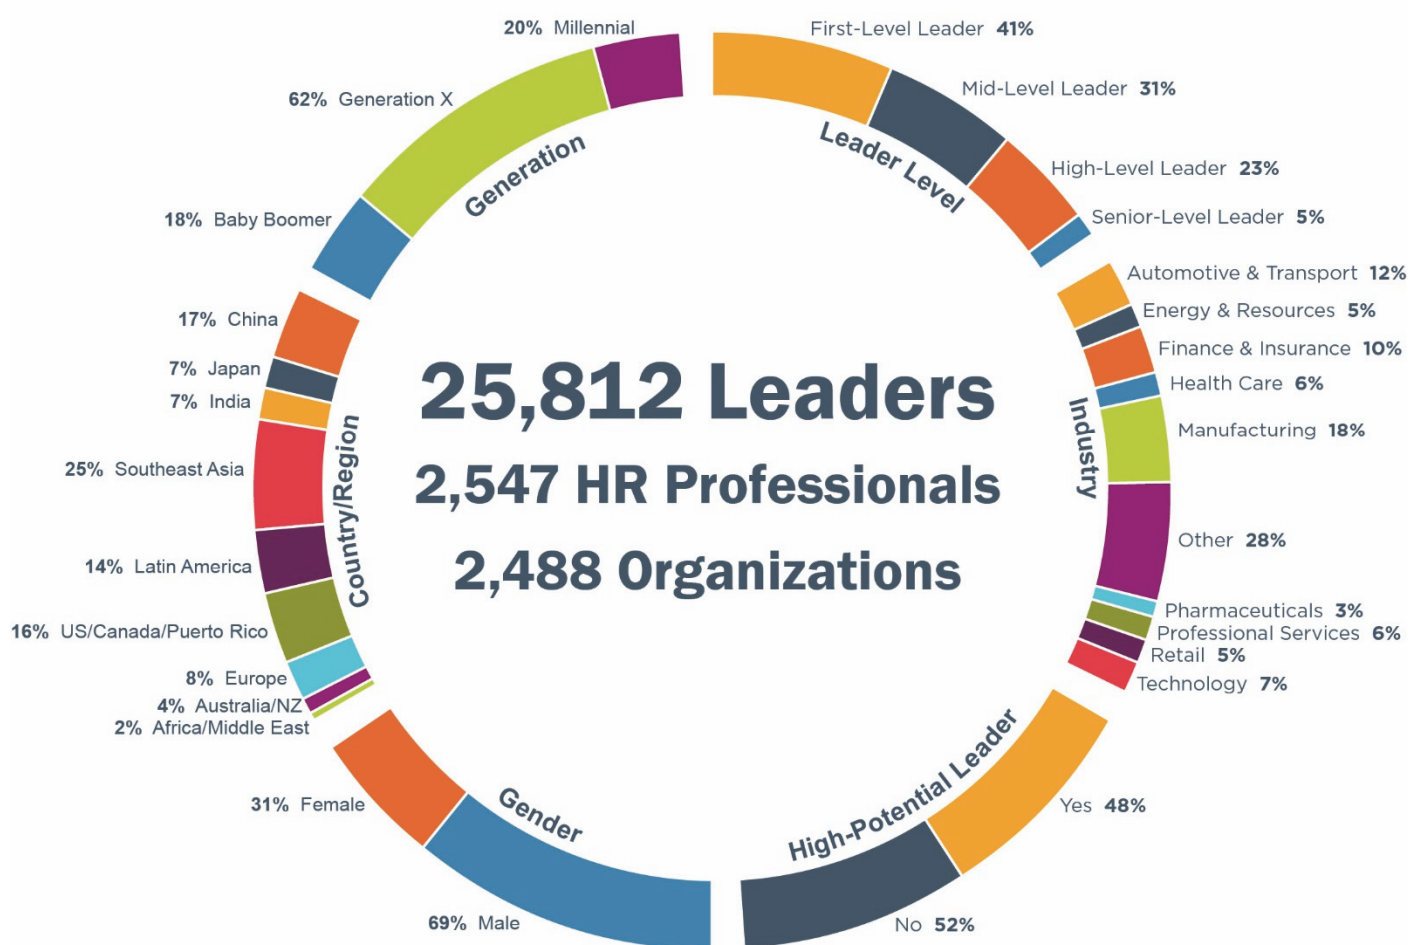 20% Millennial
62% Generation X
18% Baby Boomer
Generation
First-Level Leader 41%
Mid-Level Leader 31%
High-Level Leader 23%
Senior-Level Leader 5%
Leader Level
Automotive & Transport 12%
Energy & Resources 5%
Finance & Insurance 10%
Health Care 6%
Manufacturing 18%
Other 28%
Pharmaceuticals 3%
Professional Services 6%
Retail 5%
Technology 7%
Industry
17% China
7% Japan
7% India
25% Southeast Asia
14% Latin America
16% US/Canada/Puerto Rico
8% Europe
4% Australia/NZ
2% Africa/Middle East
Country/Region
25,812 Leaders
2,547 HR Professionals
2,488 Organizations
31% Female
69% Male
Gender
High-Potential Leader
Yes 48%
No 52%